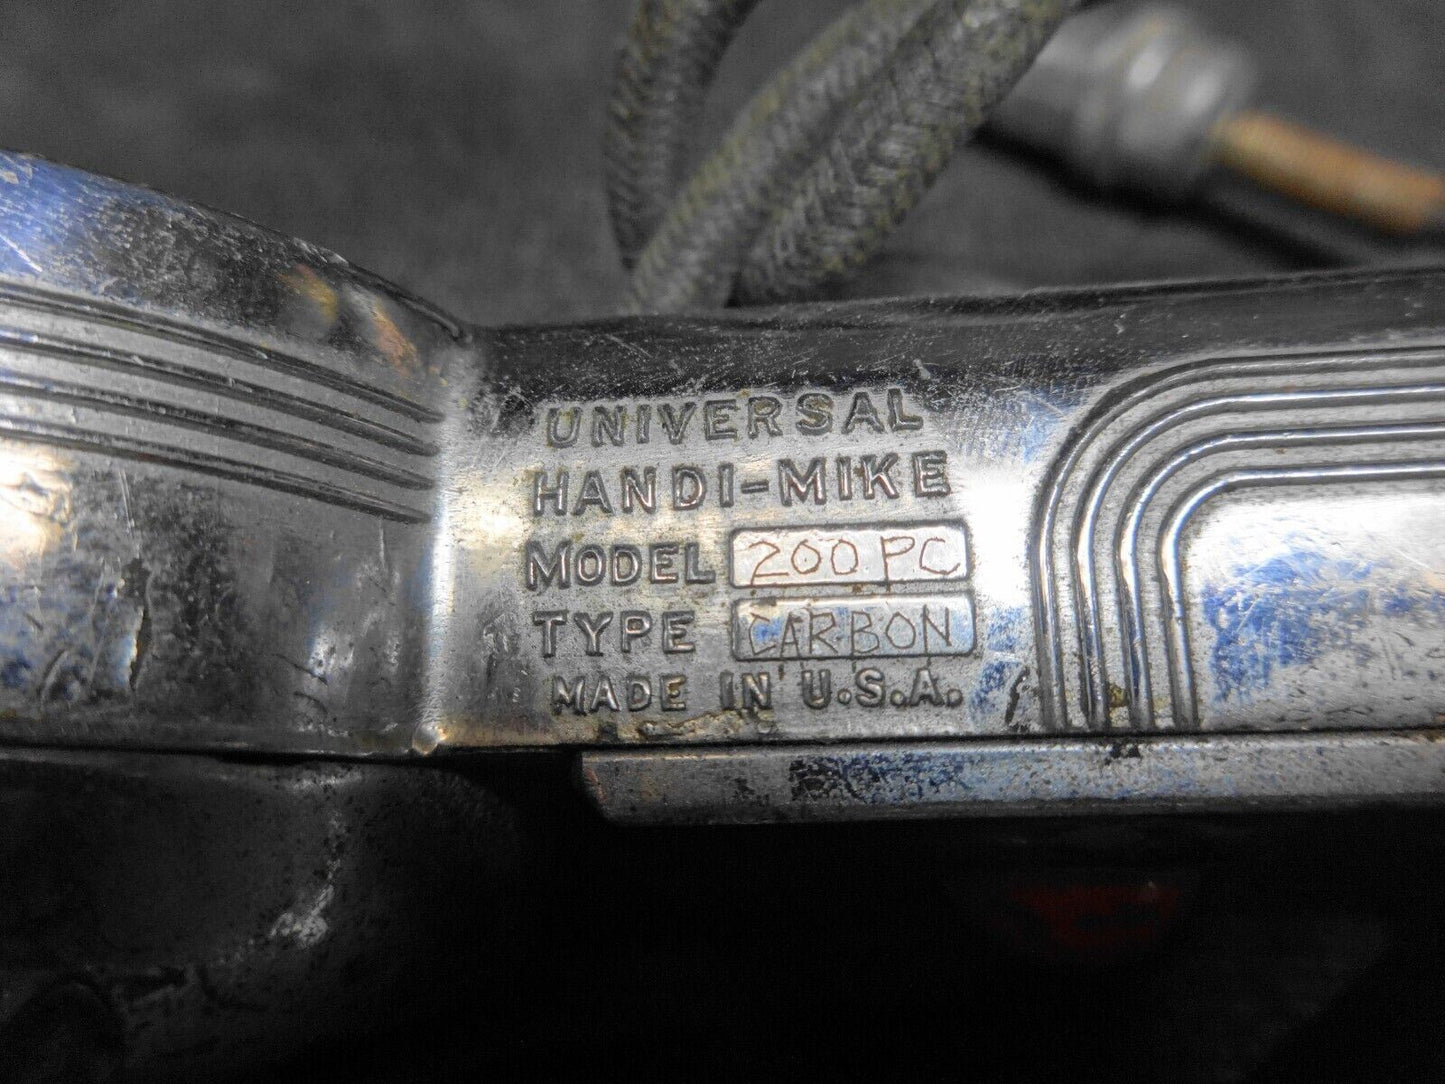 UNIVERSAL
HANDI-MIKE
MODEL 200 PC
TYPE CARBON
MADE IN U.S.A.